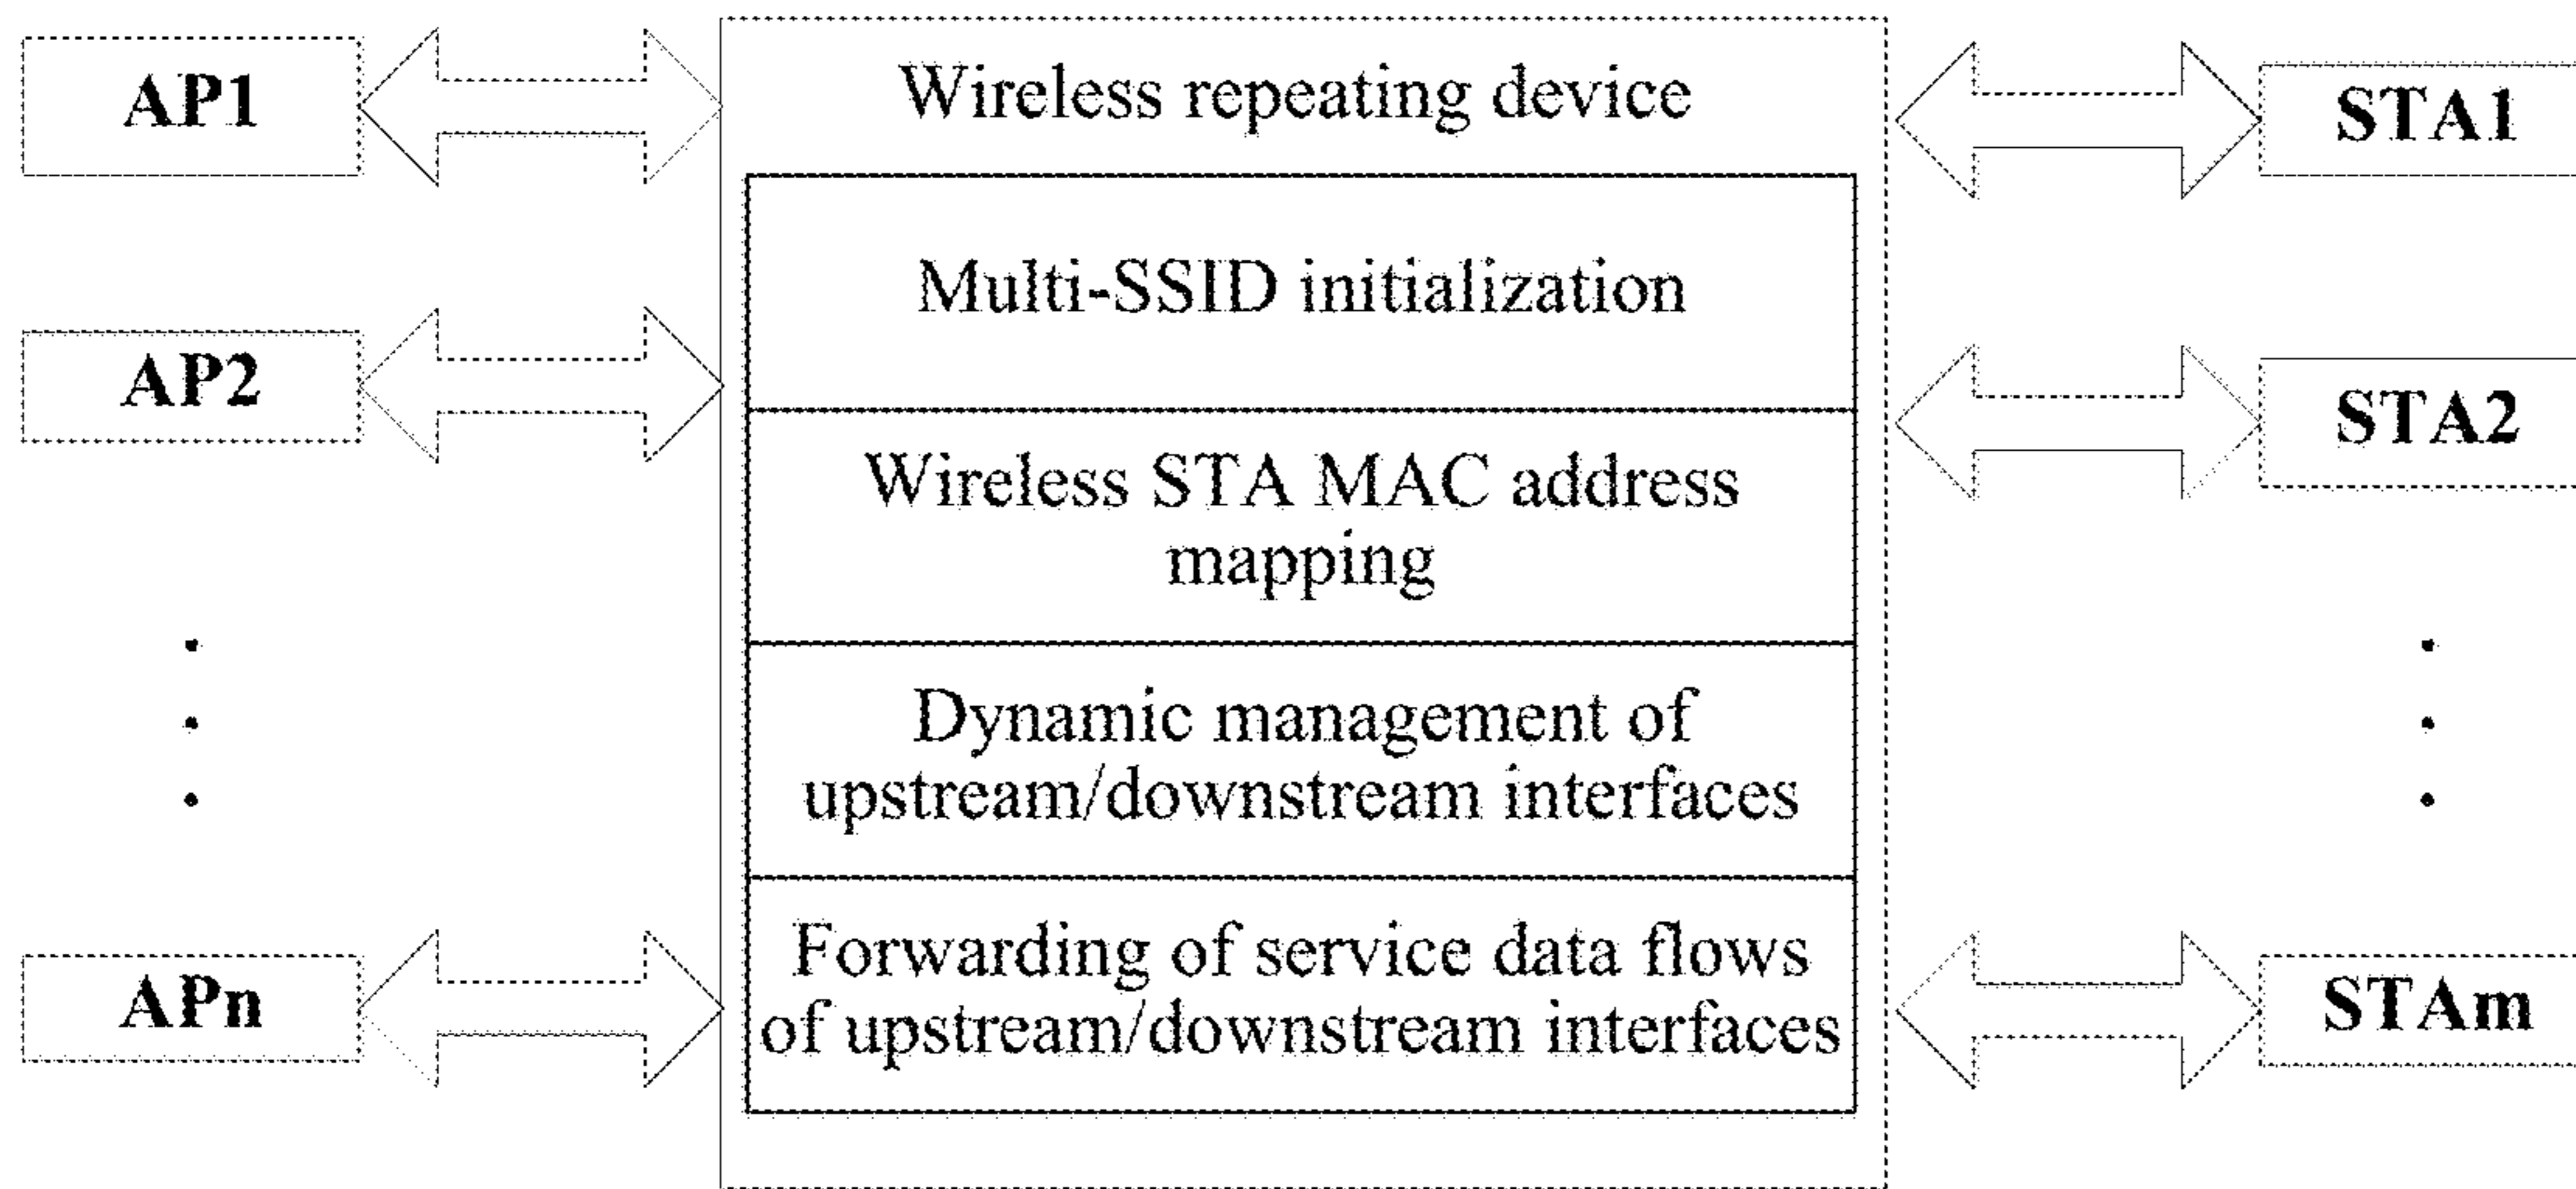 AP1
AP2
APn
Wireless repeating device
Multi-SSID initialization
Wireless STA MAC address
mapping
Dynamic management of
upstream/downstream interfaces
Forwarding of service data flows
of upstream/downstream interfaces
STA1
STA2
STAm